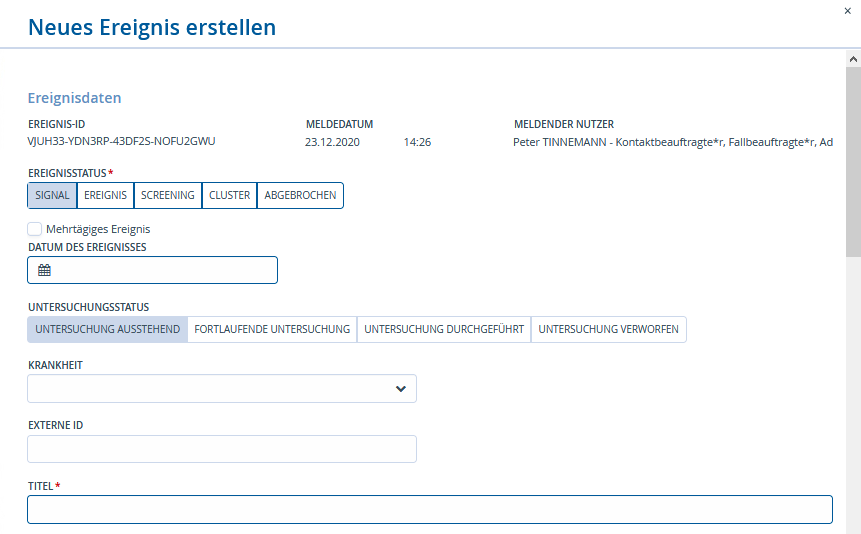 ×
Neues Ereignis erstellen
Ereignisdaten
EREIGNIS-ID MELDEDATUM MELDENDER NUTZER
VJUH33-YDN3RP-43DF2S-NOFU2GWU 23.12.2020 14:26 Peter TINNEMANN - Kontaktbeauftragte*r, Fallbeauftragte*r, Ad
EREIGNISSTATUS *
SIGNAL EREIGNIS SCREENING CLUSTER ABGEBROCHEN
Mehrtägiges Ereignis
DATUM DES EREIGNISSES
UNTERSUCHUNGSSTATUS
UNTERSUCHUNG AUSSTEHEND FORTLAUFENDE UNTERSUCHUNG UNTERSUCHUNG DURCHGEFÜHRT UNTERSUCHUNG VERWORFEN
KRANKHEIT
EXTERNE ID
TITEL *